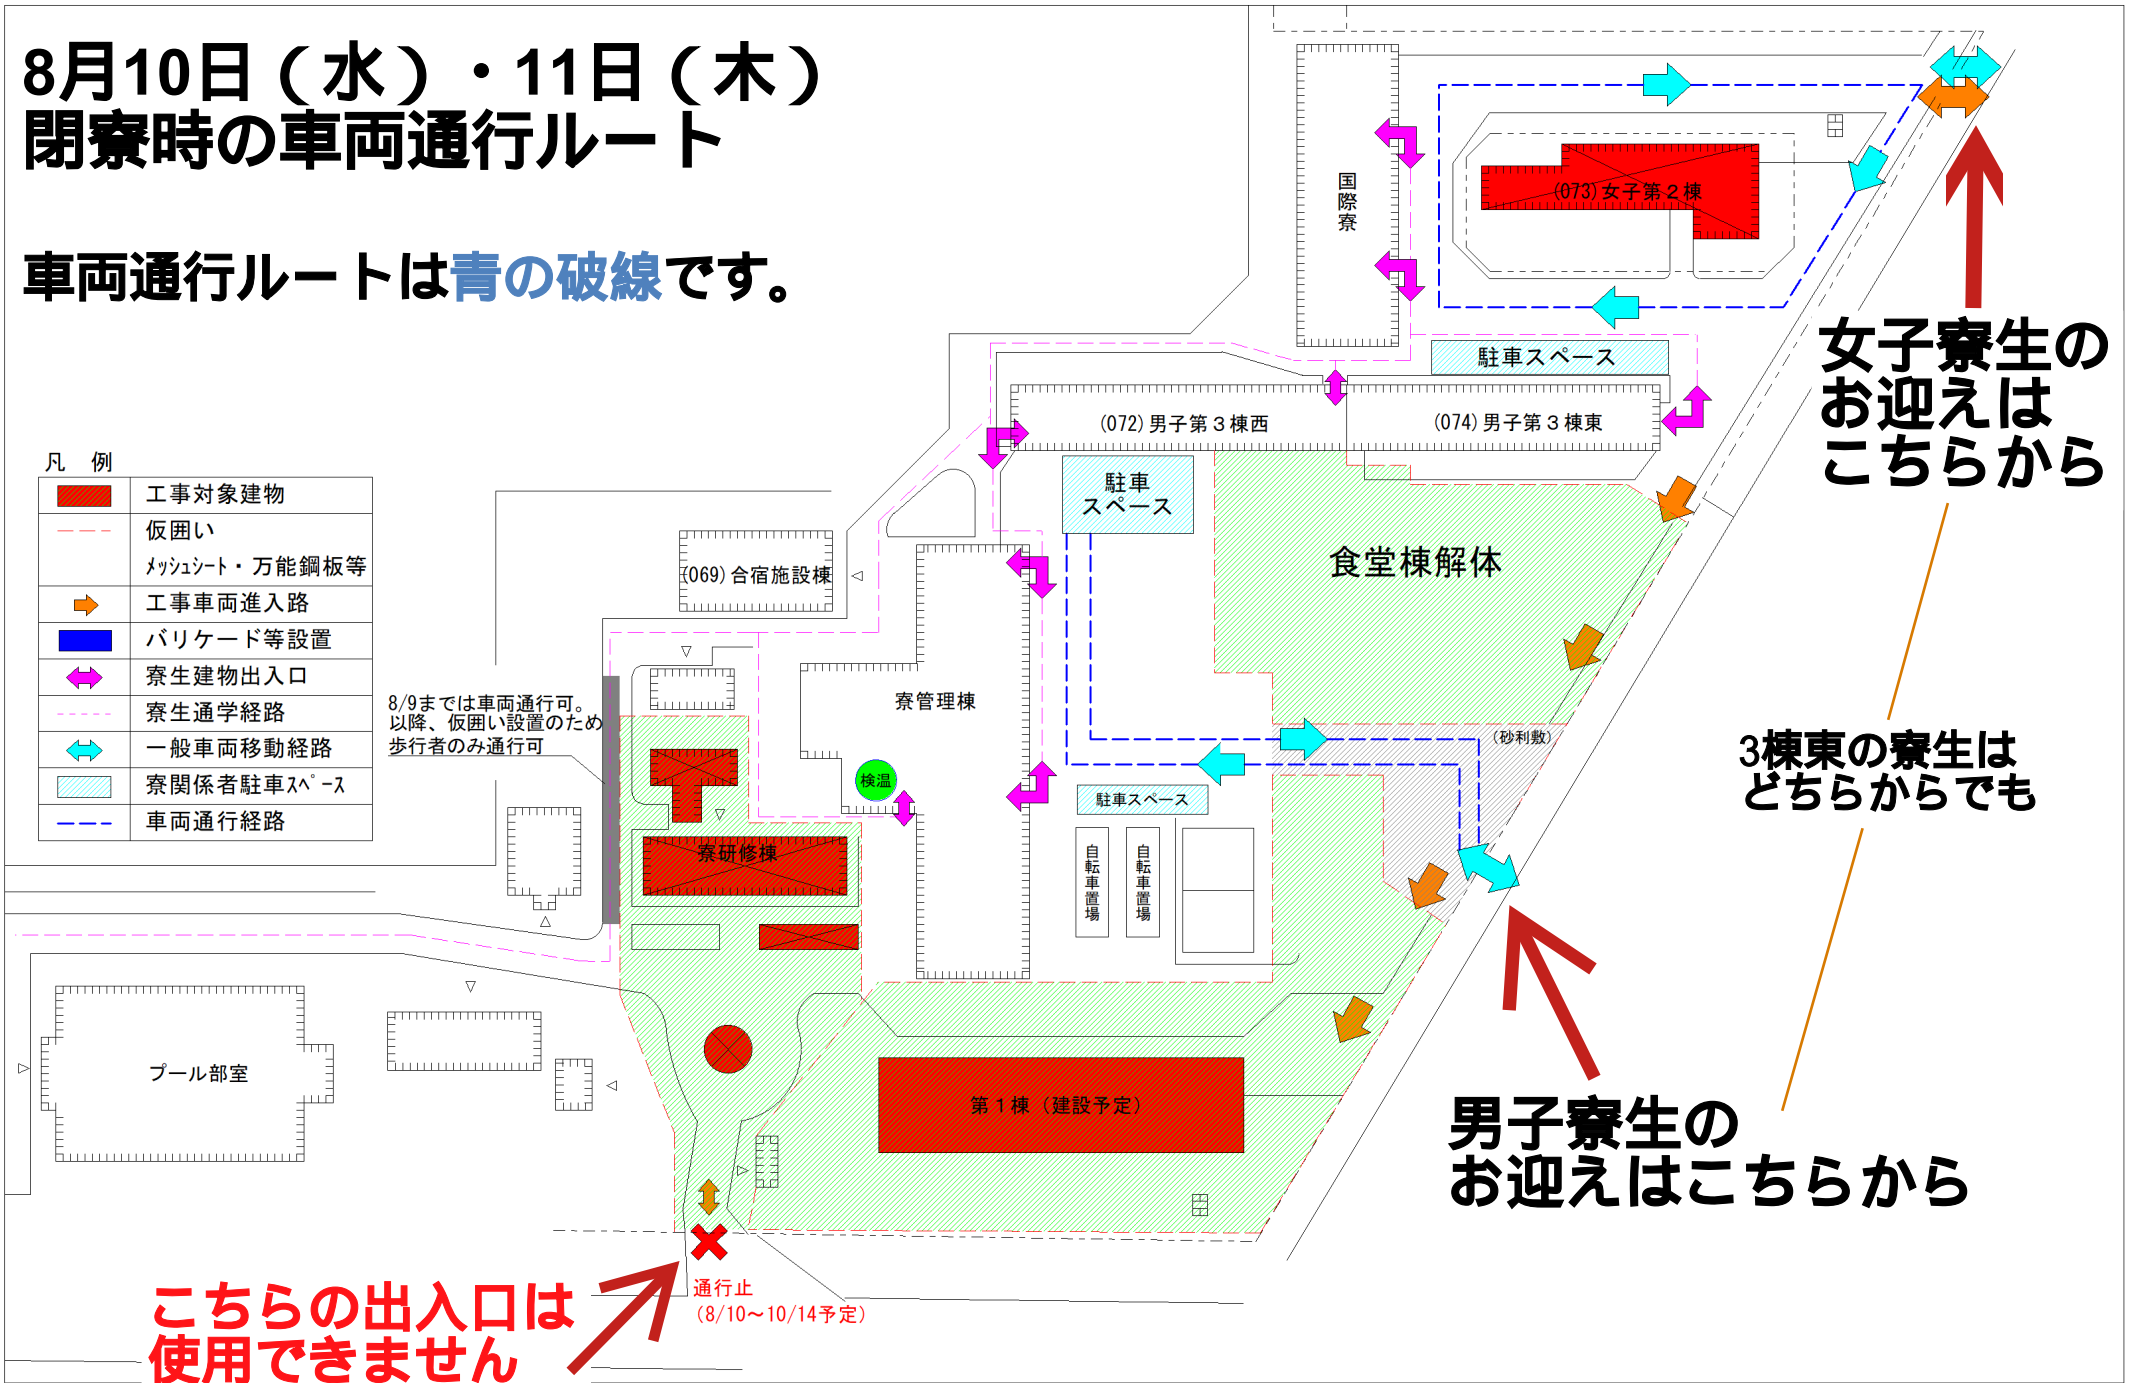 8月10日（水）・11日（木）
閉寮時の車両通行ルート
車両通行ルートは青の破線です。
凡　例
工事対象建物
仮囲い
ﾒｯｼｭｼｰﾄ・万能鋼板等
工事車両進入路
バリケード等設置
寮生建物出入口
寮生通学経路
一般車両移動経路
寮関係者駐車ｽﾍﾟｰｽ
車両通行経路
8/9までは車両通行可。
以降、仮囲い設置のため
歩行者のみ通行可
国際寮
(073)女子第２棟
駐車スペース
(072)男子第３棟西
(074)男子第３棟東
駐車
スペース
食堂棟解体
(069)合宿施設棟
寮管理棟
検温
(砂利敷)
駐車スペース
自転車置場
自転車置場
寮研修棟
プール部室
第１棟（建設予定）
女子寮生の
お迎えは
こちらから
3棟東の寮生は
どちらからでも
男子寮生の
お迎えはこちらから
通行止
(8/10～10/14予定)
こちらの出入口は
使用できません